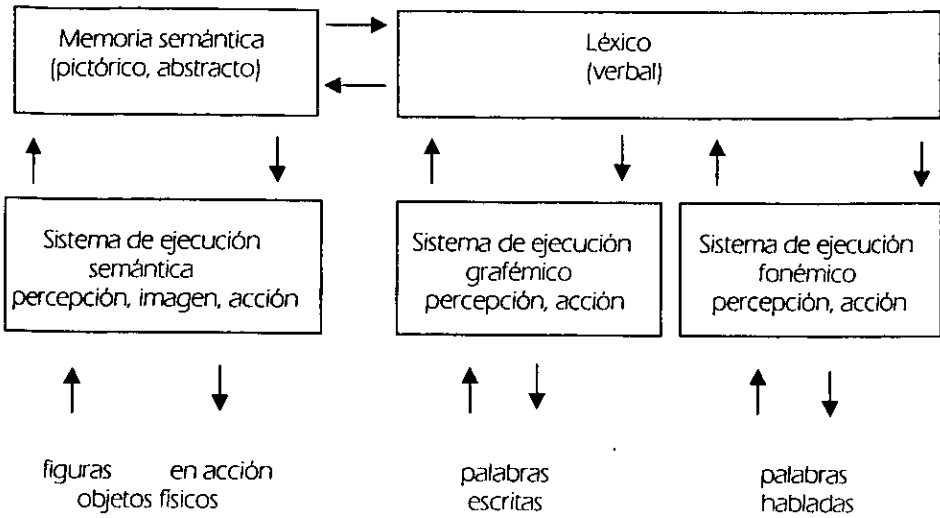 Memoria semántica
(pictórico, abstracto)
Léxico
(verbal)
Sistema de ejecución
semántica
percepción, imagen, acción
Sistema de ejecución
grafémico
percepción, acción
Sistema de ejecución
fonémico
percepción, acción
figuras en acción
objetos físicos
palabras
escritas
palabras
habladas